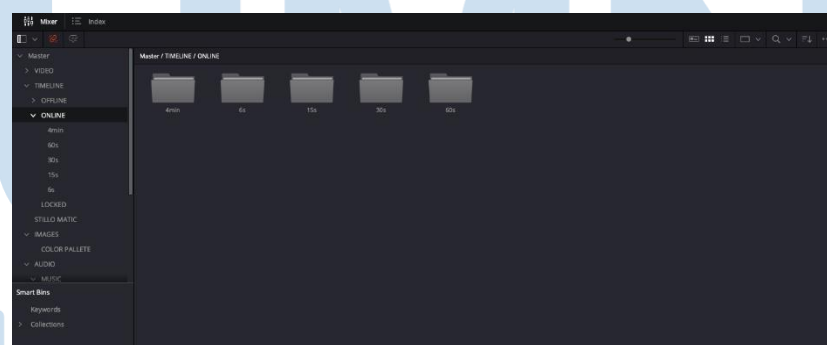 Mixer Index
Master
Master / TIMELINE / ONLINE
VIDEO
TIMELINE
OFFLINE
ONLINE
4min
60s
30s
15s
6s
LOCKED
STILLO MATIC
IMAGES
COLOR PALLETE
AUDIO
MUSIC
4min 6s 15s 30s 60s
Smart Bins
Keywords
Collections